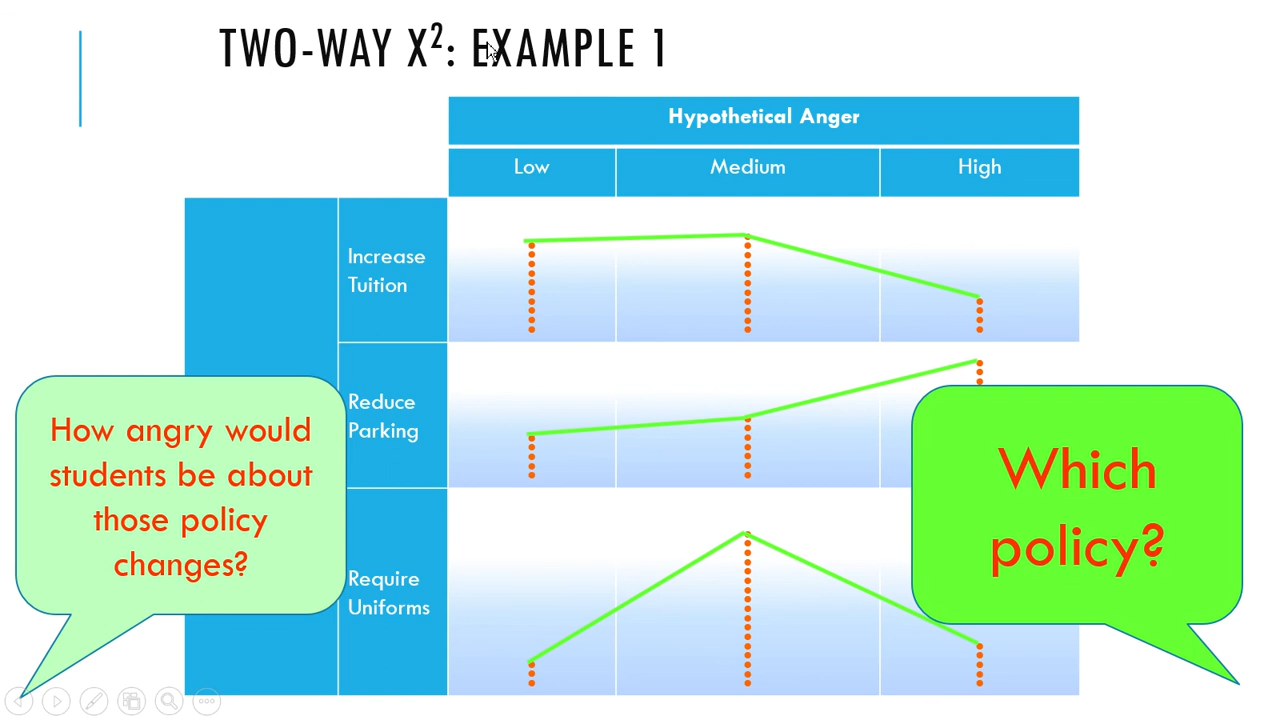 TWO-WAY X²: EXAMPLE 1
Hypothetical Anger
Low
Medium
High
Increase
Tuition
Reduce
Parking
Require
Uniforms
How angry would
students be about
those policy
changes?
Which
policy?